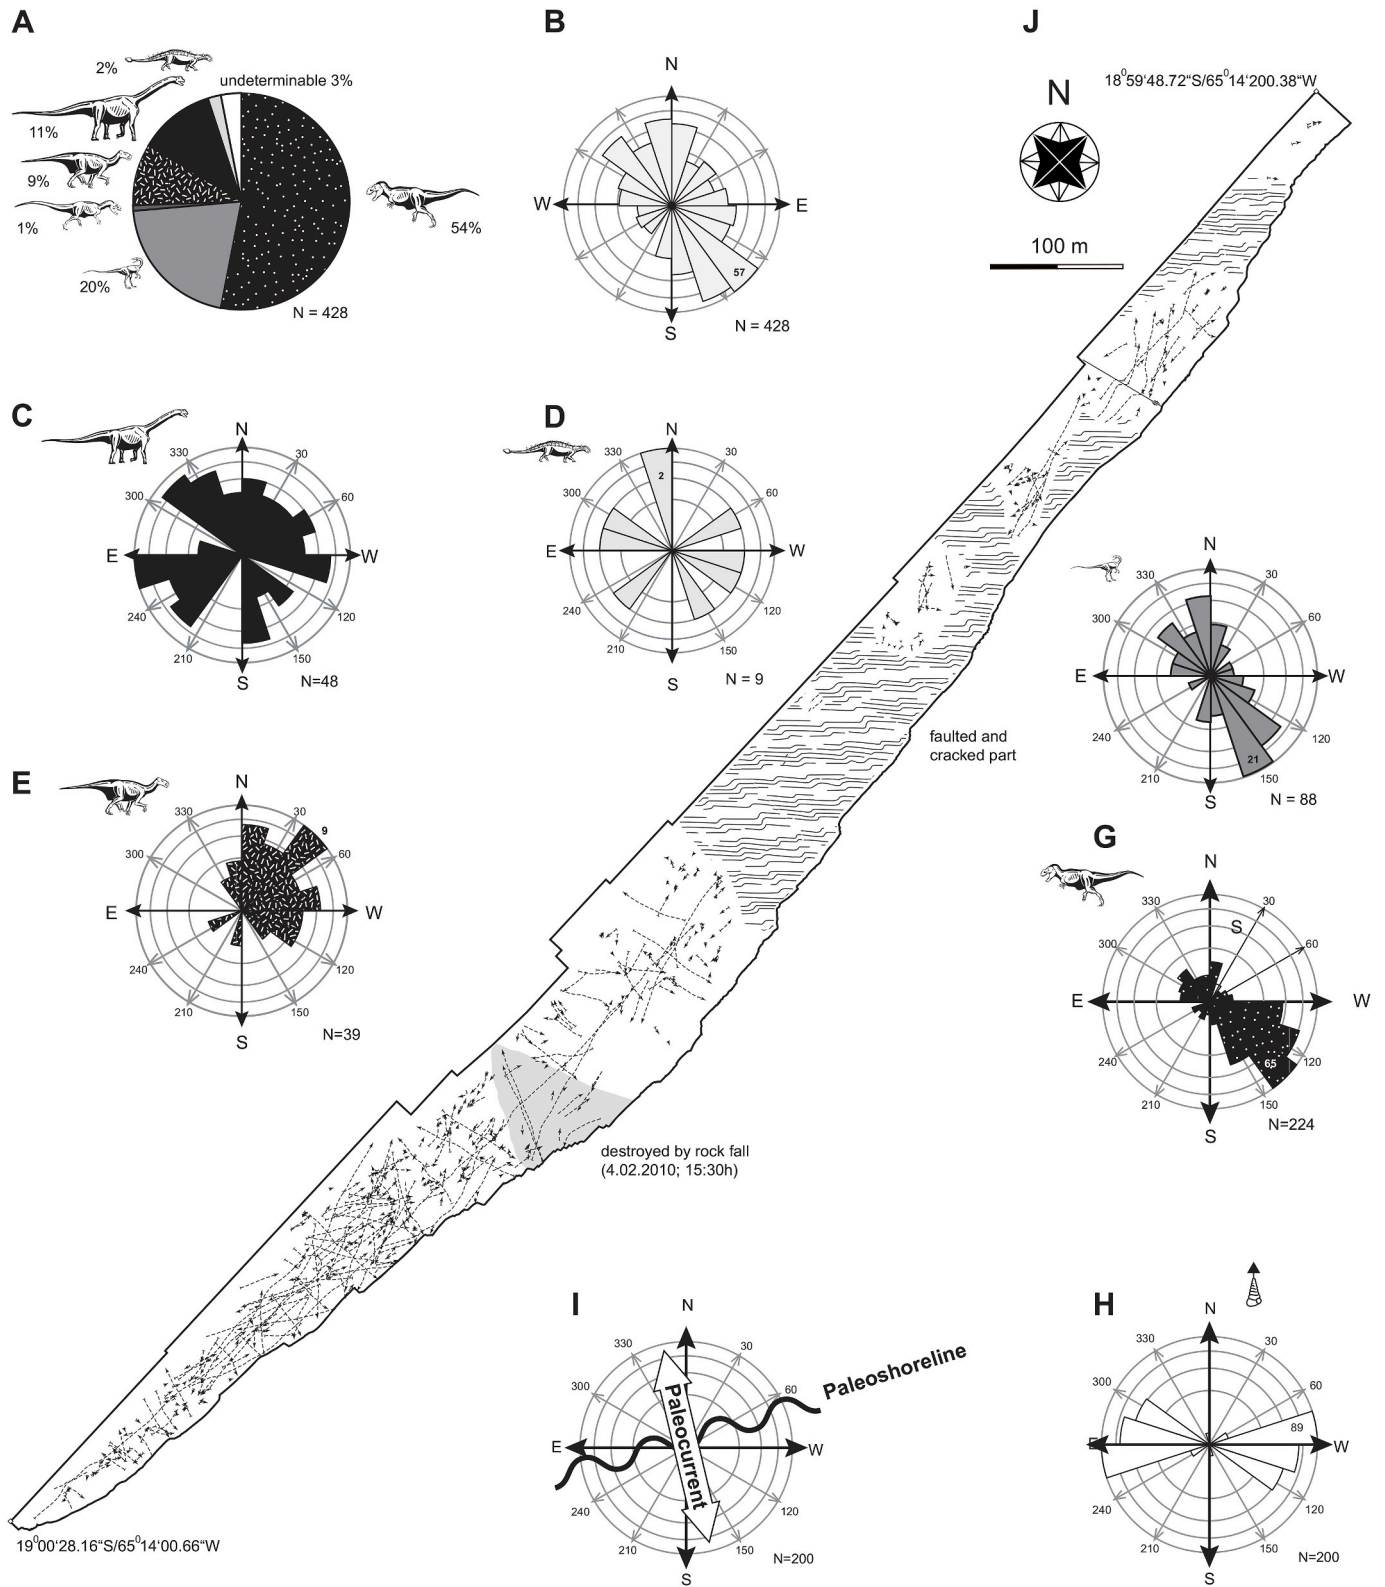 A
2%
undeterminable 3%
11%
9%
1%
20%
54%
N = 428
B
N
W
E
S
57
N = 428
J
18⁰59‘48.72“S/65⁰14‘200.38“W
N
100 m
C
N
330
30
300
60
E
W
240
120
210
150
S
N=48
D
N
330
30
2
300
60
E
W
240
120
210
150
S
N = 9
N
330
30
300
60
E
W
240
120
21
210
150
S
N = 88
faulted and
cracked part
E
N
330
30
9
300
60
E
W
240
120
210
150
S
N=39
G
N
330
30
S
300
60
E
W
240
65
120
210
150
S
N=224
destroyed by rock fall
(4.02.2010; 15:30h)
I
N
330
30
300
60
Paleoshoreline
E
W
Paleocurrent
240
120
210
150
S
N=200
H
N
330
30
300
60
89
E
W
240
120
210
150
S
N=200
19⁰00‘28.16“S/65⁰14‘00.66“W